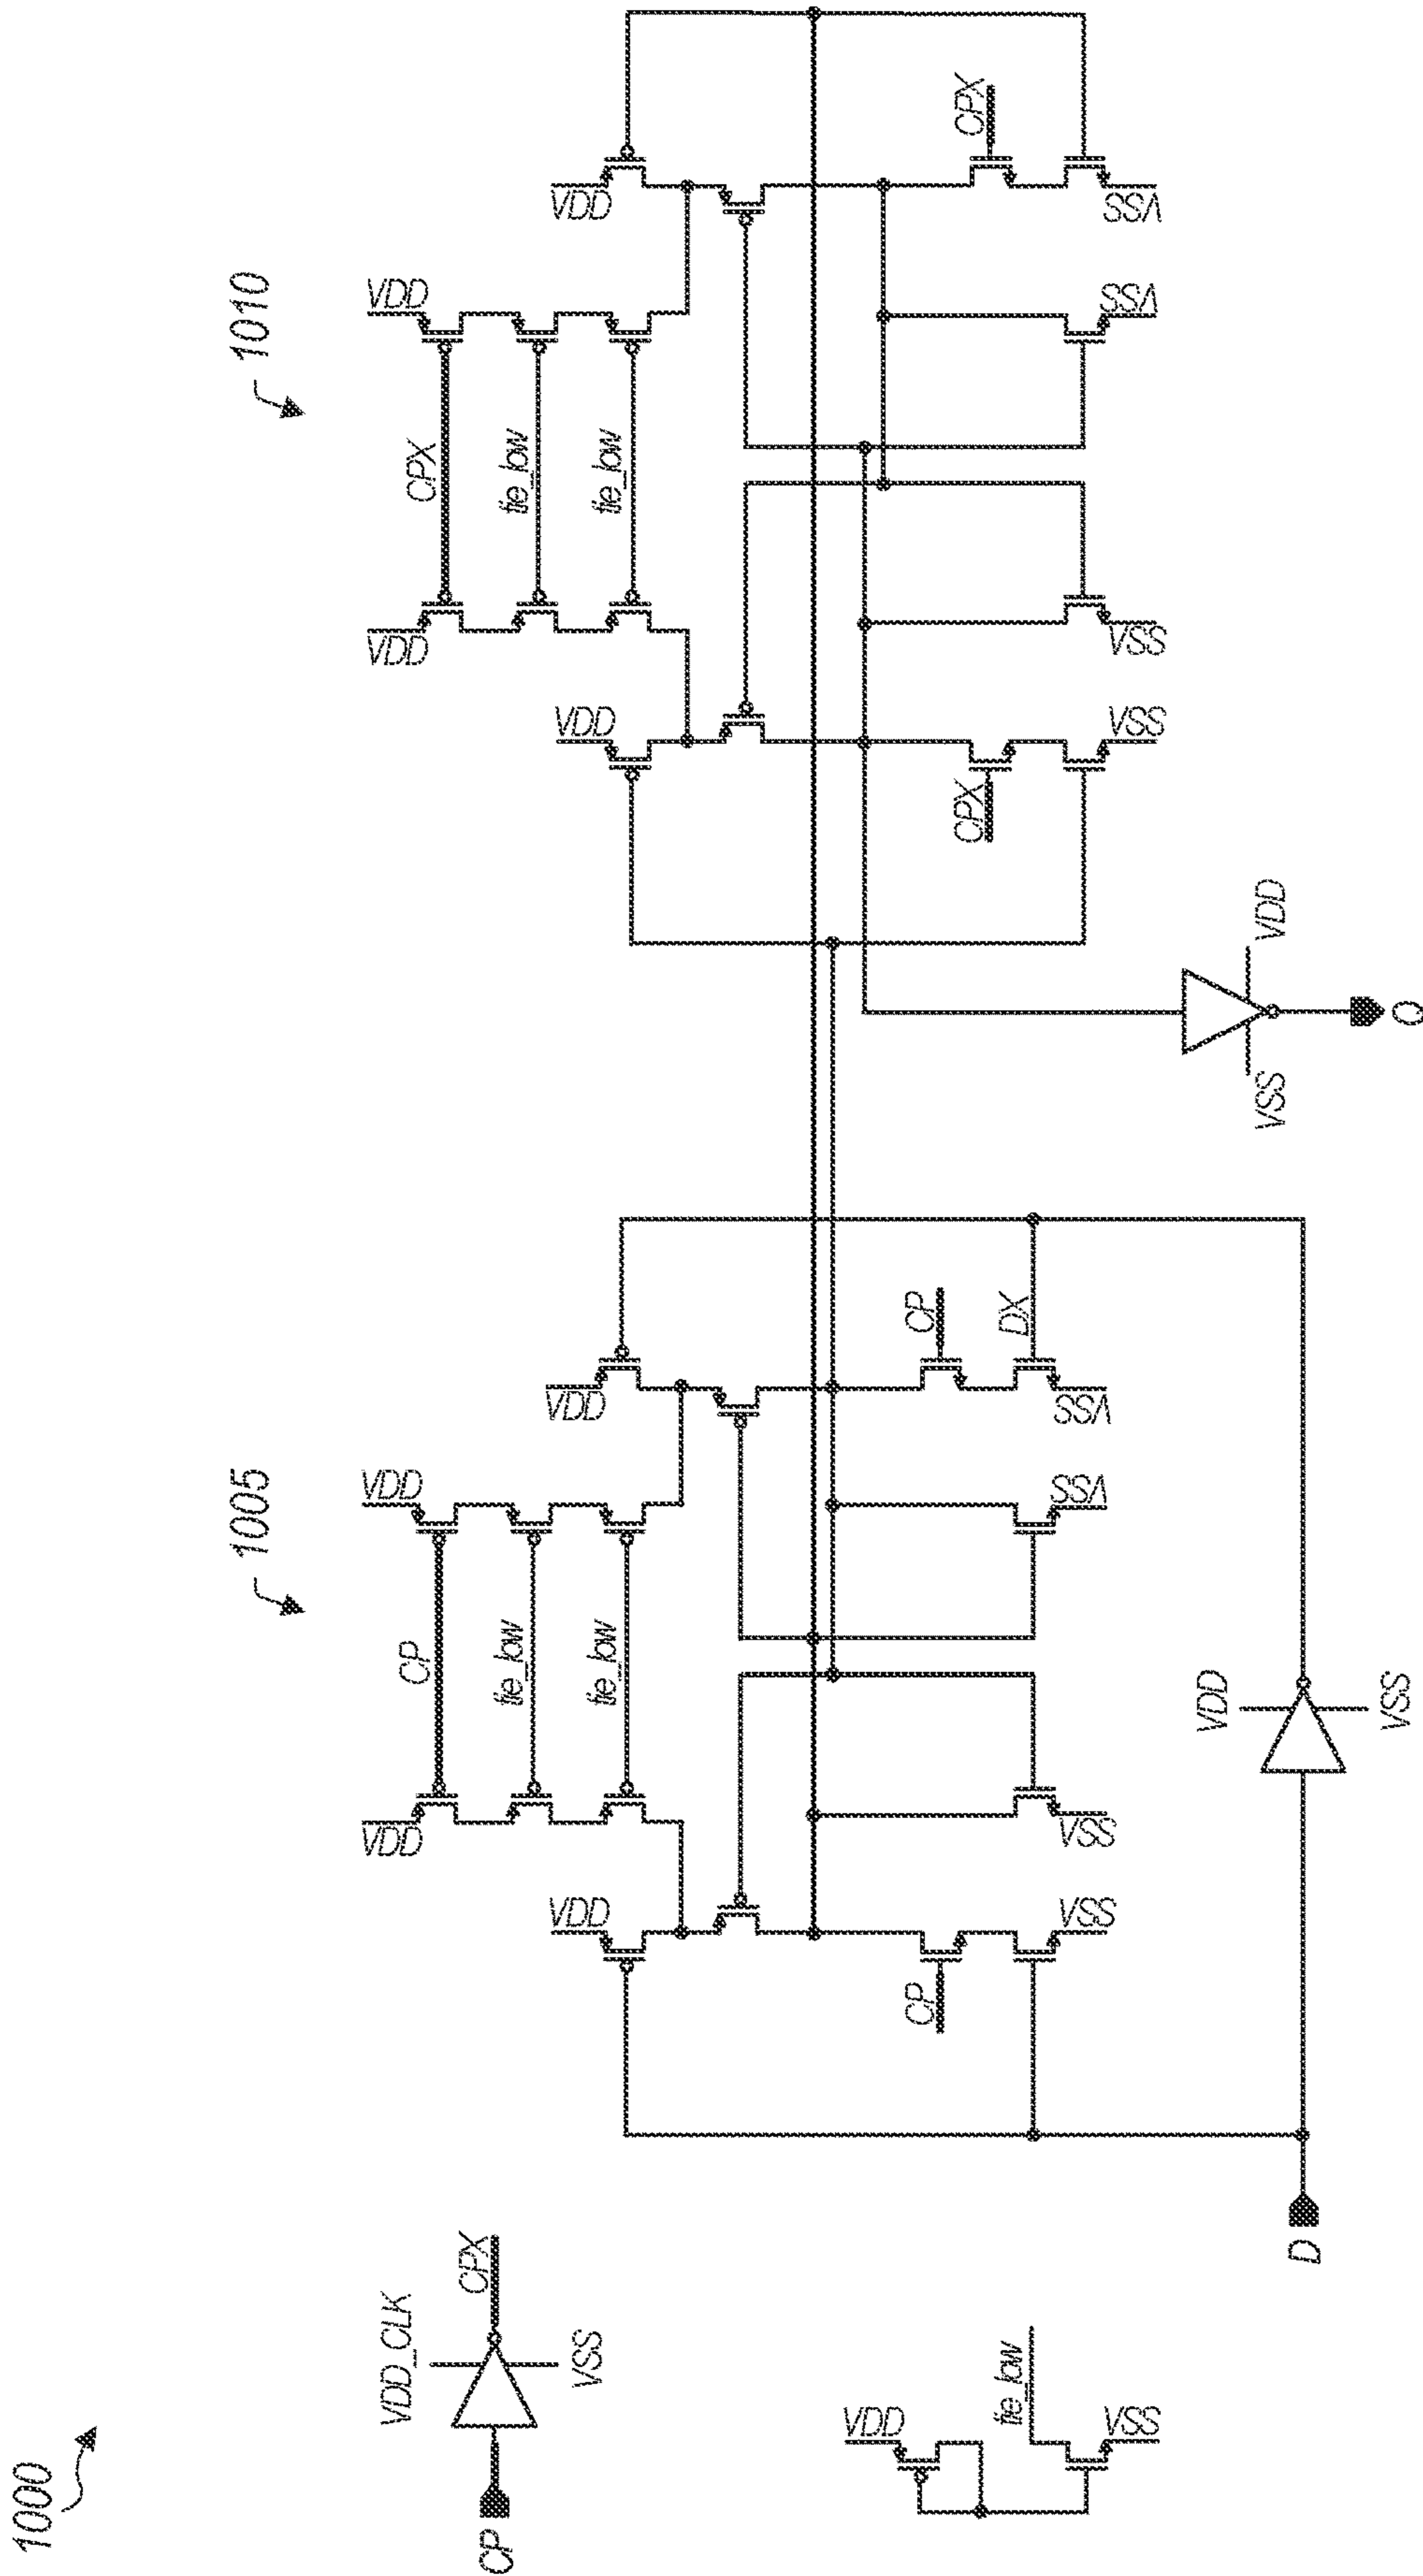 1000
1005
1010
CP
VDD_CLK
CPX
VSS
VDD
tie_low
VSS
VDD
VDD
CP
tie_low
tie_low
VDD
VDD
CP
VSS
VSS
VSS
CP
DX
VSS
D
VDD
VSS
VDD
VDD
CPX
tie_low
tie_low
VDD
VDD
CPX
VSS
VSS
VSS
CPX
VSS
VSS
VDD
Q